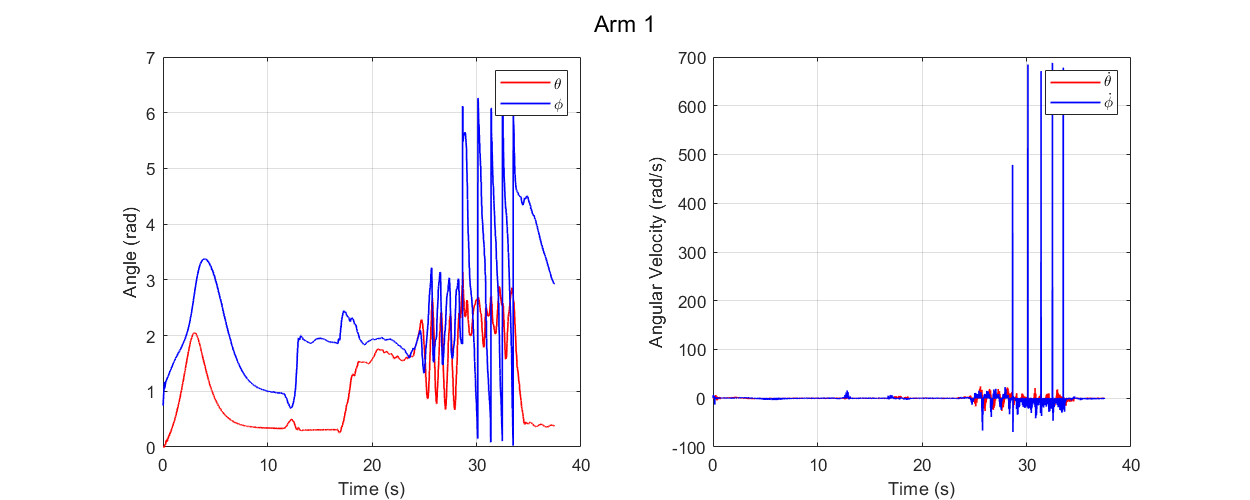 Arm 1
Angle (rad)
7
6
5
4
3
2
1
0
θ
ϕ
0 10 20 30 40
Time (s)
Angular Velocity (rad/s)
700
600
500
400
300
200
100
0
-100
θ̇
ϕ̇
0 10 20 30 40
Time (s)